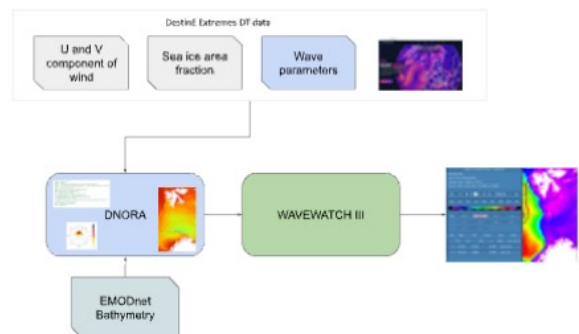 DestinE Extremes DT data
U and V
component of
wind
Sea ice area
fraction
Wave
parameters
DNORA
WAVEWATCH III
EMODnet
Bathymetry